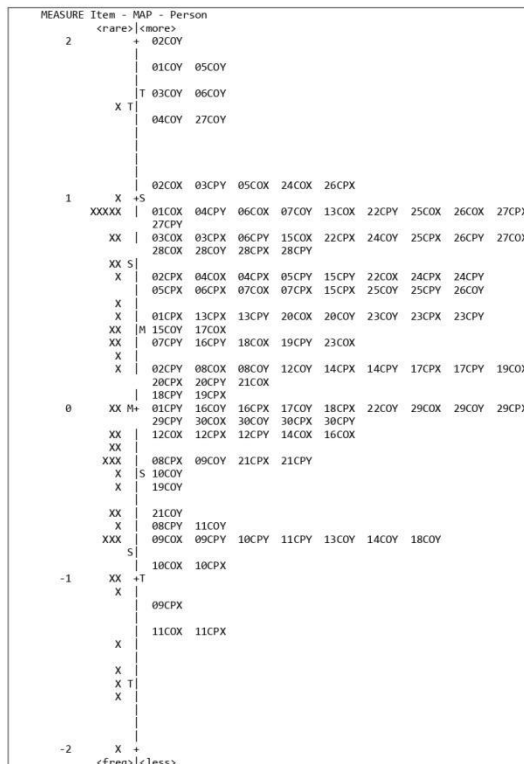 MEASURE Item - MAP - Person
<rare>|<more>
2 + 02COY
|
| 01COY 05COY
|
|T 03COY 06COY
X T|
| 04COY 27COY
|
|
|
|
| 02COX 03CPY 05COX 24COX 26CPX
1 X +S
XXXXX | 01COX 04CPY 06COX 07COY 13COX 22CPY 25COX 26COX 27CPX
27CPY
XX | 03COX 03CPX 06CPY 15COX 22CPX 24COY 25CPX 26CPY 27COX
28COX 28COY 28CPX 28CPY
XX S|
X | 02CPX 04COX 04CPX 05CPY 15CPY 22COX 24CPX 24CPY
05CPX 06CPX 07COX 07CPX 15CPX 25COY 25CPY 26COY
X |
X | 01CPX 13CPX 13CPY 20COX 20COY 23COY 23CPX 23CPY
XX |M 15COY 17COX
XX | 07CPY 16CPY 18COX 19CPY 23COX
X |
X | 02CPY 08COX 08COY 12COY 14CPX 14CPY 17CPX 17CPY 19COX
20CPX 20CPY 21COX
| 18CPY 19CPX
0 XX M+ 01CPY 16COY 16CPX 17COY 18CPX 22COY 29COX 29COY 29CPX
29CPY 30COX 30COY 30CPX 30CPY
XX | 12COX 12CPX 12CPY 14COX 16COX
XX |
XXX | 08CPX 09COY 21CPX 21CPY
X |S 10COY
X | 19COY
|
XX | 21COY
X | 08CPY 11COY
XXX | 09COX 09CPY 10CPY 11CPY 13COY 14COY 18COY
S|
| 10COX 10CPX
-1 XX +T
X |
| 09CPX
|
| 11COX 11CPX
X |
|
X |
X T|
X |
|
|
|
-2 X +
<freq>|<less>